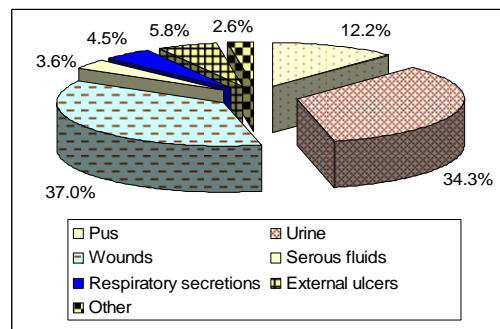 5.8% 2.6%
4.5% 12.2%
3.6%
37.0% 34.3%
Pus Urine
Wounds Serous fluids
Respiratory secretions External ulcers
Other